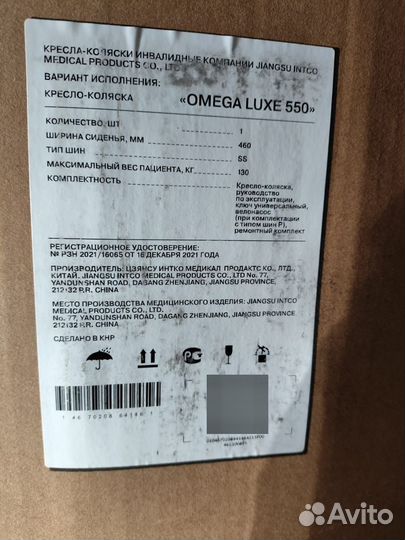 КРЕСЛА-КОЛЯСКИ ИНВАЛИДНЫЕ КОМПАНИИ JIANGSU INTCO
MEDICAL PRODUCTS CO., LTD
ВАРИАНТ ИСПОЛНЕНИЯ:
КРЕСЛО-КОЛЯСКА «OMEGA LUXE 550»
КОЛИЧЕСТВО, ШТ 1
ШИРИНА СИДЕНЬЯ, ММ 460
ТИП ШИН SS
МАКСИМАЛЬНЫЙ ВЕС ПАЦИЕНТА, КГ 130
КОМПЛЕКТНОСТЬ Кресло-коляска,
руководство
по эксплуатации,
ключ универсальный,
велонасос
(при комплектации
с типом шин P),
ремонтный комплект
РЕГИСТРАЦИОННОЕ УДОСТОВЕРЕНИЕ:
№ РЗН 2021/16065 ОТ 16 ДЕКАБРЯ 2021 ГОДА
ПРОИЗВОДИТЕЛЬ: ЦЗЯНСУ ИНТКО МЕДИКАЛ ПРОДАКТС КО., ЛТД.,
КИТАЙ, JIANGSU INTCO MEDICAL PRODUCTS CO., LTD No. 77,
YANDUNSHAN ROAD, DAGANG ZHENJIANG, JIANGSU PROVINCE,
212132 P.R. CHINA
МЕСТО ПРОИЗВОДСТВА МЕДИЦИНСКОГО ИЗДЕЛИЯ: JIANGSU INTCO
MEDICAL PRODUCTS CO., LTD.
No. 77, YANDUNSHAN ROAD, DAGANG ZHENJIANG, JIANGSU PROVINCE,
212132 P.R. CHINA
СДЕЛАНО В КНР
Avito